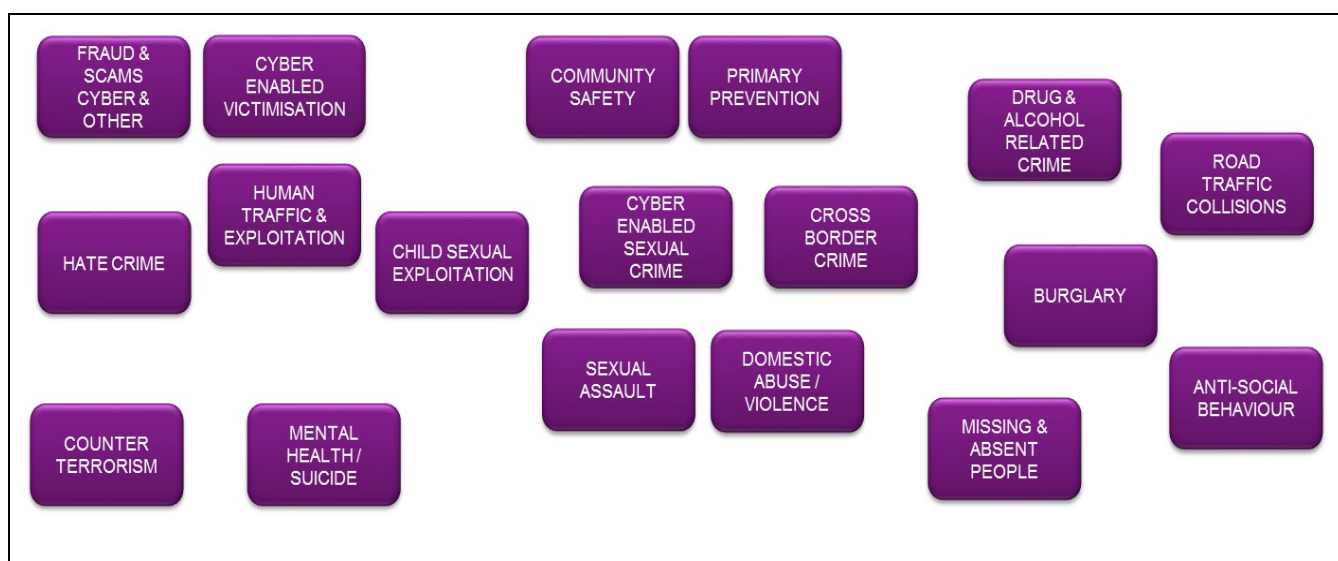 FRAUD &
SCAMS
CYBER &
OTHER
CYBER
ENABLED
VICTIMISATION
COMMUNITY
SAFETY
PRIMARY
PREVENTION
DRUG &
ALCOHOL
RELATED
CRIME
ROAD
TRAFFIC
COLLISIONS
HATE CRIME
HUMAN
TRAFFIC &
EXPLOITATION
CHILD SEXUAL
EXPLOITATION
CYBER
ENABLED
SEXUAL
CRIME
CROSS
BORDER
CRIME
BURGLARY
SEXUAL
ASSAULT
DOMESTIC
ABUSE /
VIOLENCE
ANTI-SOCIAL
BEHAVIOUR
COUNTER
TERRORISM
MENTAL
HEALTH /
SUICIDE
MISSING &
ABSENT
PEOPLE